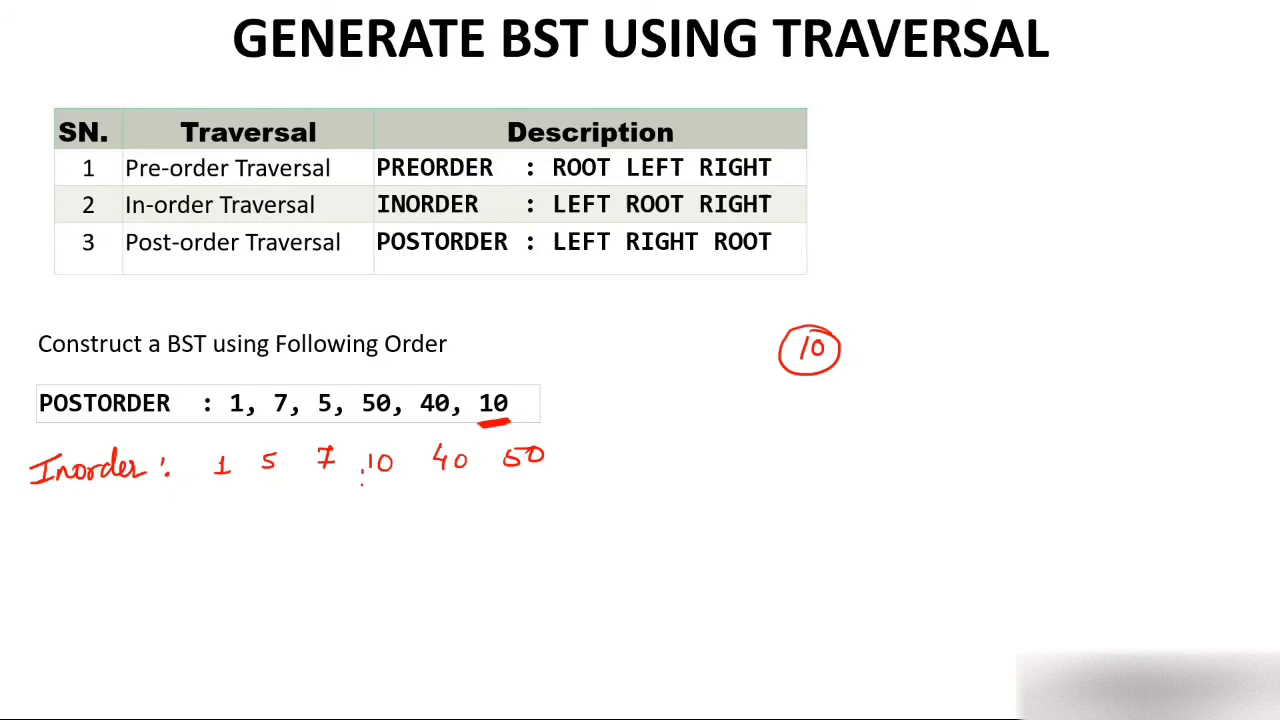 GENERATE BST USING TRAVERSAL
SN. Traversal Description
1 Pre-order Traversal PREORDER : ROOT LEFT RIGHT
2 In-order Traversal INORDER : LEFT ROOT RIGHT
3 Post-order Traversal POSTORDER : LEFT RIGHT ROOT
Construct a BST using Following Order
10
POSTORDER : 1, 7, 5, 50, 40, 10
Inorder : 1 5 7 10 40 50